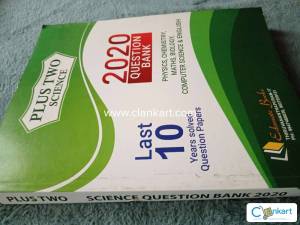 PLUS TWO
SCIENCE
2020
QUESTION
BANK
PHYSICS, CHEMISTRY,
MATHS, BIOLOGY,
COMPUTER SCIENCE & ENGLISH
www.clankart.com
Last
10
Years solved
Question Papers
PLUS TWO SCIENCE QUESTION BANK 2020
Clankart